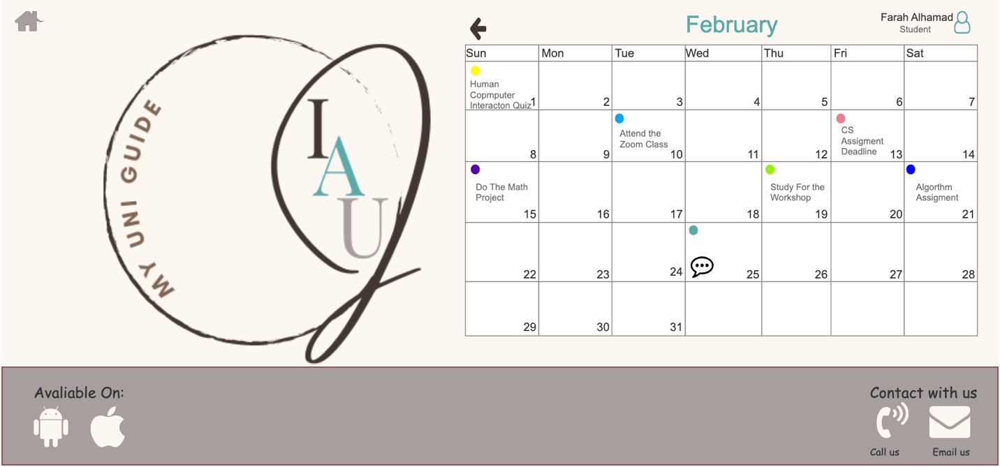 MY UNI GUIDE
I
A
U
February
Farah Alhamad
Student
Sun Mon Tue Wed Thu Fri Sat
Human
Copmputer
Interacton Quiz
1 2 3 4 5 6 7
Attend the
Zoom Class
CS
Assigment
Deadline
8 9 10 11 12 13 14
Do The Math
Project
Study For the
Workshop
Algorthm
Assigment
15 16 17 18 19 20 21
22 23 24 25 26 27 28
29 30 31
Avaliable On:
Contact with us
Call us
Email us